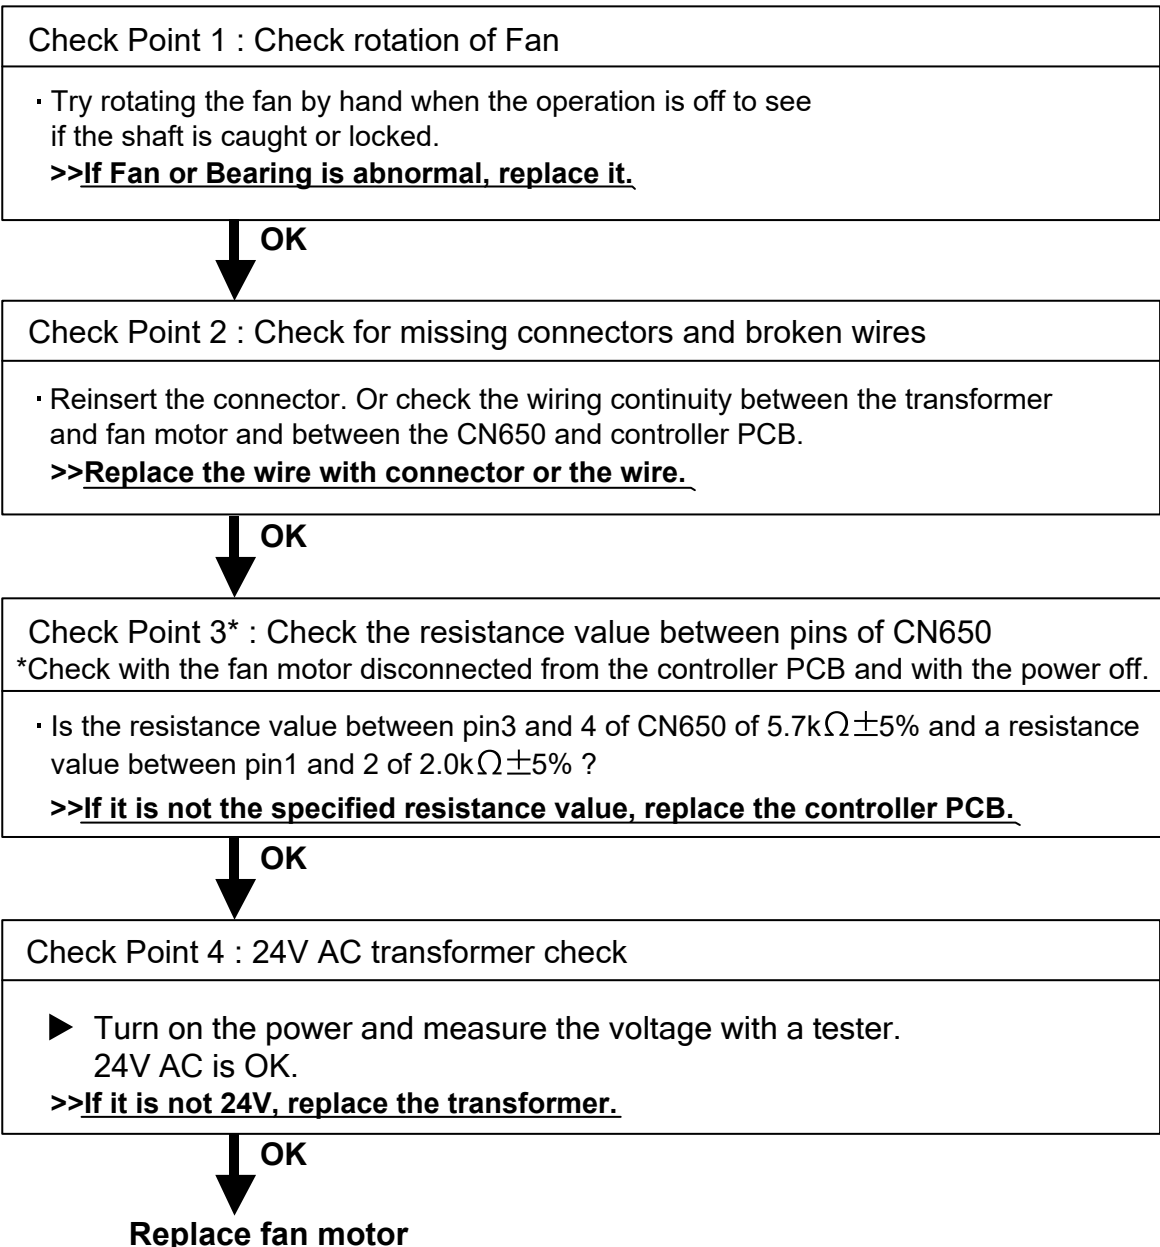 Check Point 1 : Check rotation of Fan
· Try rotating the fan by hand when the operation is off to see
if the shaft is caught or locked.
>>If Fan or Bearing is abnormal, replace it.
OK
Check Point 2 : Check for missing connectors and broken wires
· Reinsert the connector. Or check the wiring continuity between the transformer
and fan motor and between the CN650 and controller PCB.
>>Replace the wire with connector or the wire.
OK
Check Point 3* : Check the resistance value between pins of CN650
*Check with the fan motor disconnected from the controller PCB and with the power off.
· Is the resistance value between pin3 and 4 of CN650 of 5.7kΩ±5% and a resistance
value between pin1 and 2 of 2.0kΩ±5% ?
>>If it is not the specified resistance value, replace the controller PCB.
OK
Check Point 4 : 24V AC transformer check
▶ Turn on the power and measure the voltage with a tester.
24V AC is OK.
>>If it is not 24V, replace the transformer.
OK
Replace fan motor